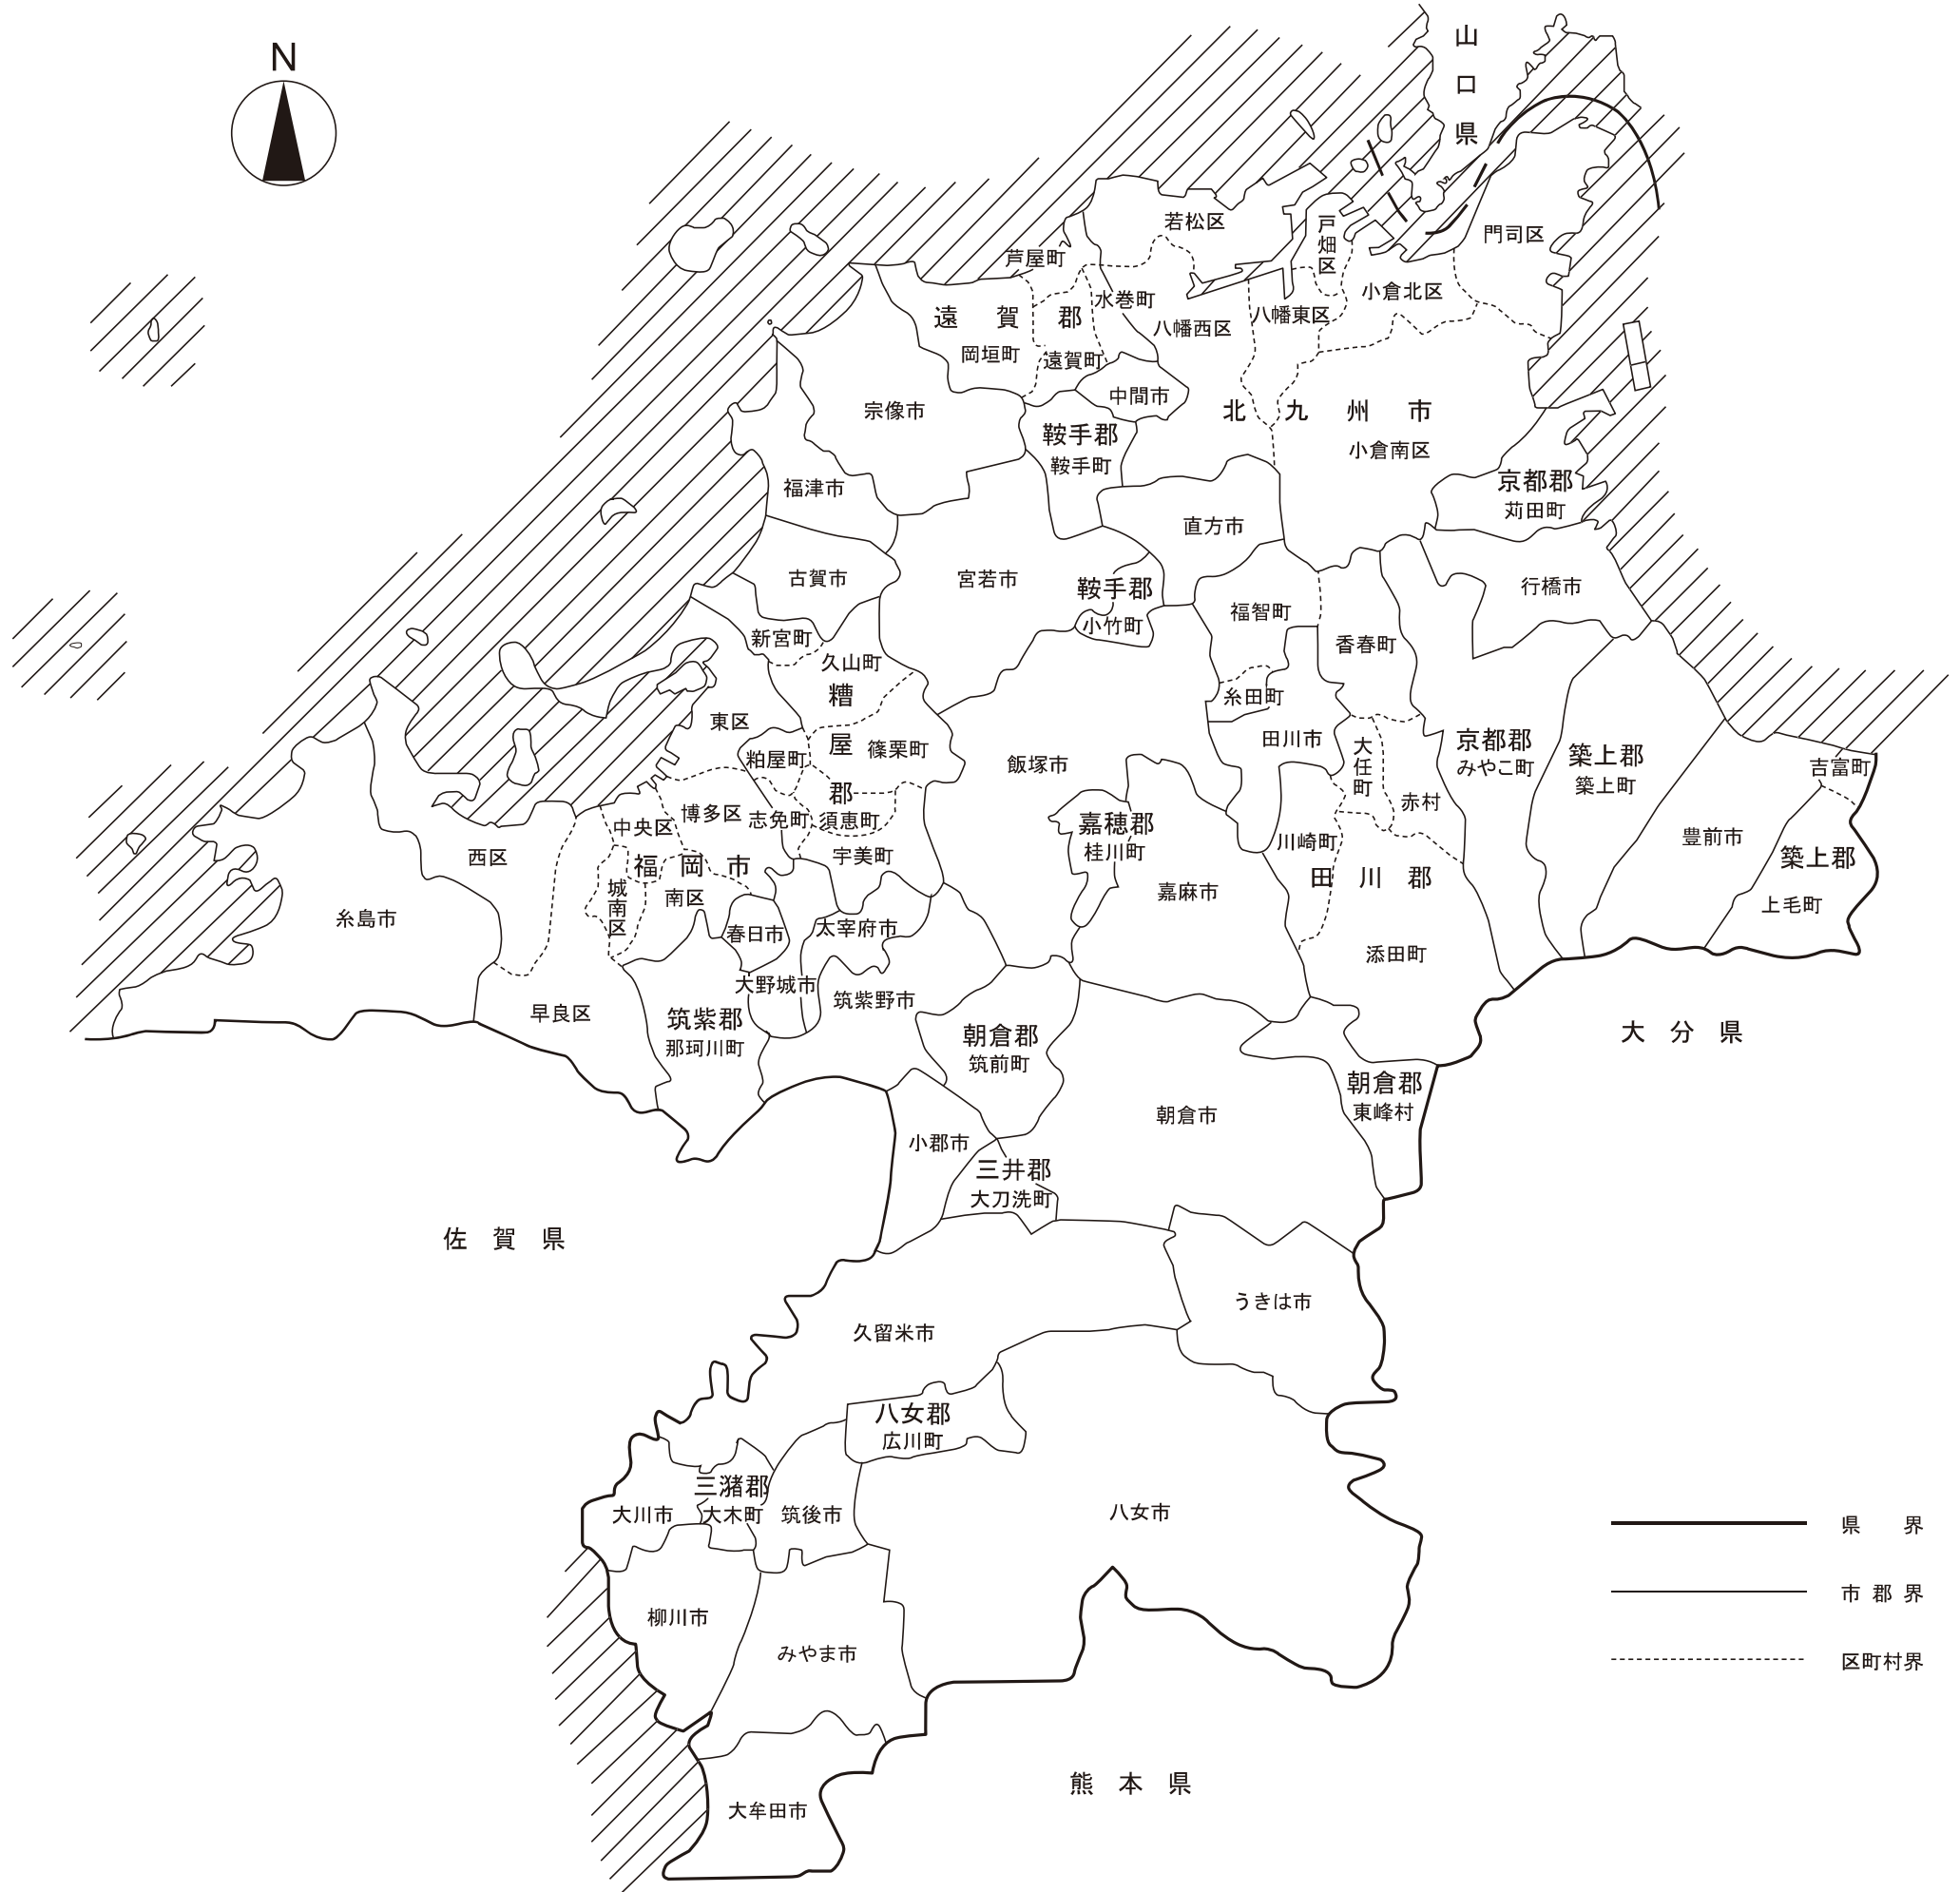 N
山口県
門司区
若松区
戸畑区
芦屋町
小倉北区
水巻町
八幡東区
遠賀郡
八幡西区
岡垣町
遠賀町
中間市
宗像市
北九州市
鞍手郡
鞍手町
小倉南区
京都郡
苅田町
福津市
直方市
古賀市
宮若市
鞍手郡
小竹町
行橋市
福智町
新宮町
久山町
香春町
糸田町
糟屋郡
東区
粕屋町
篠栗町
飯塚市
田川市
大任町
京都郡
みやこ町
築上郡
築上町
吉富町
赤村
博多区
中央区
志免町
須恵町
嘉穂郡
桂川町
川崎町
豊前市
西区
宇美町
福岡市
城南区
南区
田川郡
築上郡
上毛町
糸島市
嘉麻市
春日市
太宰府市
添田町
大野城市
筑紫野市
早良区
筑紫郡
那珂川町
朝倉郡
筑前町
大分県
朝倉郡
東峰村
朝倉市
小郡市
三井郡
大刀洗町
佐賀県
うきは市
久留米市
八女郡
広川町
三潴郡
大木町
大川市
筑後市
八女市
県界
市郡界
区町村界
柳川市
みやま市
熊本県
大牟田市